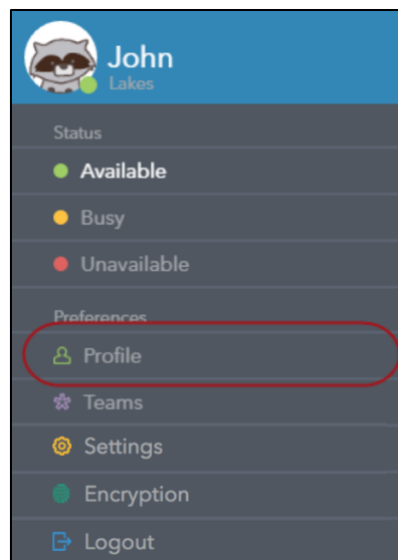 John
Lakes
Status
Available
Busy
Unavailable
Preferences
Profile
Teams
Settings
Encryption
Logout